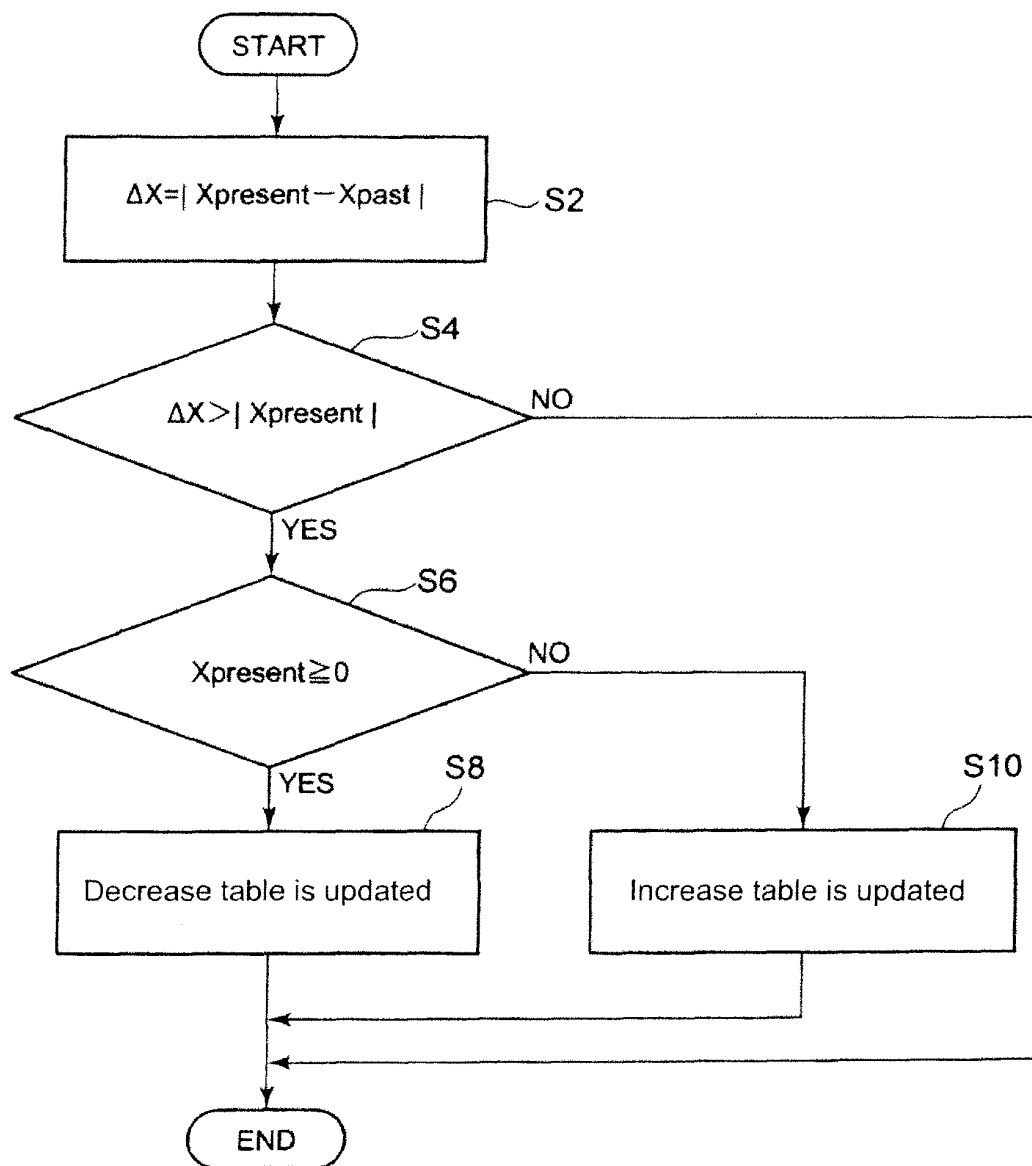 START
ΔX=| Xpresent－Xpast |
S2
S4
ΔX＞| Xpresent |
NO
YES
S6
Xpresent≧0
NO
YES
S8
S10
Decrease table is updated
Increase table is updated
END